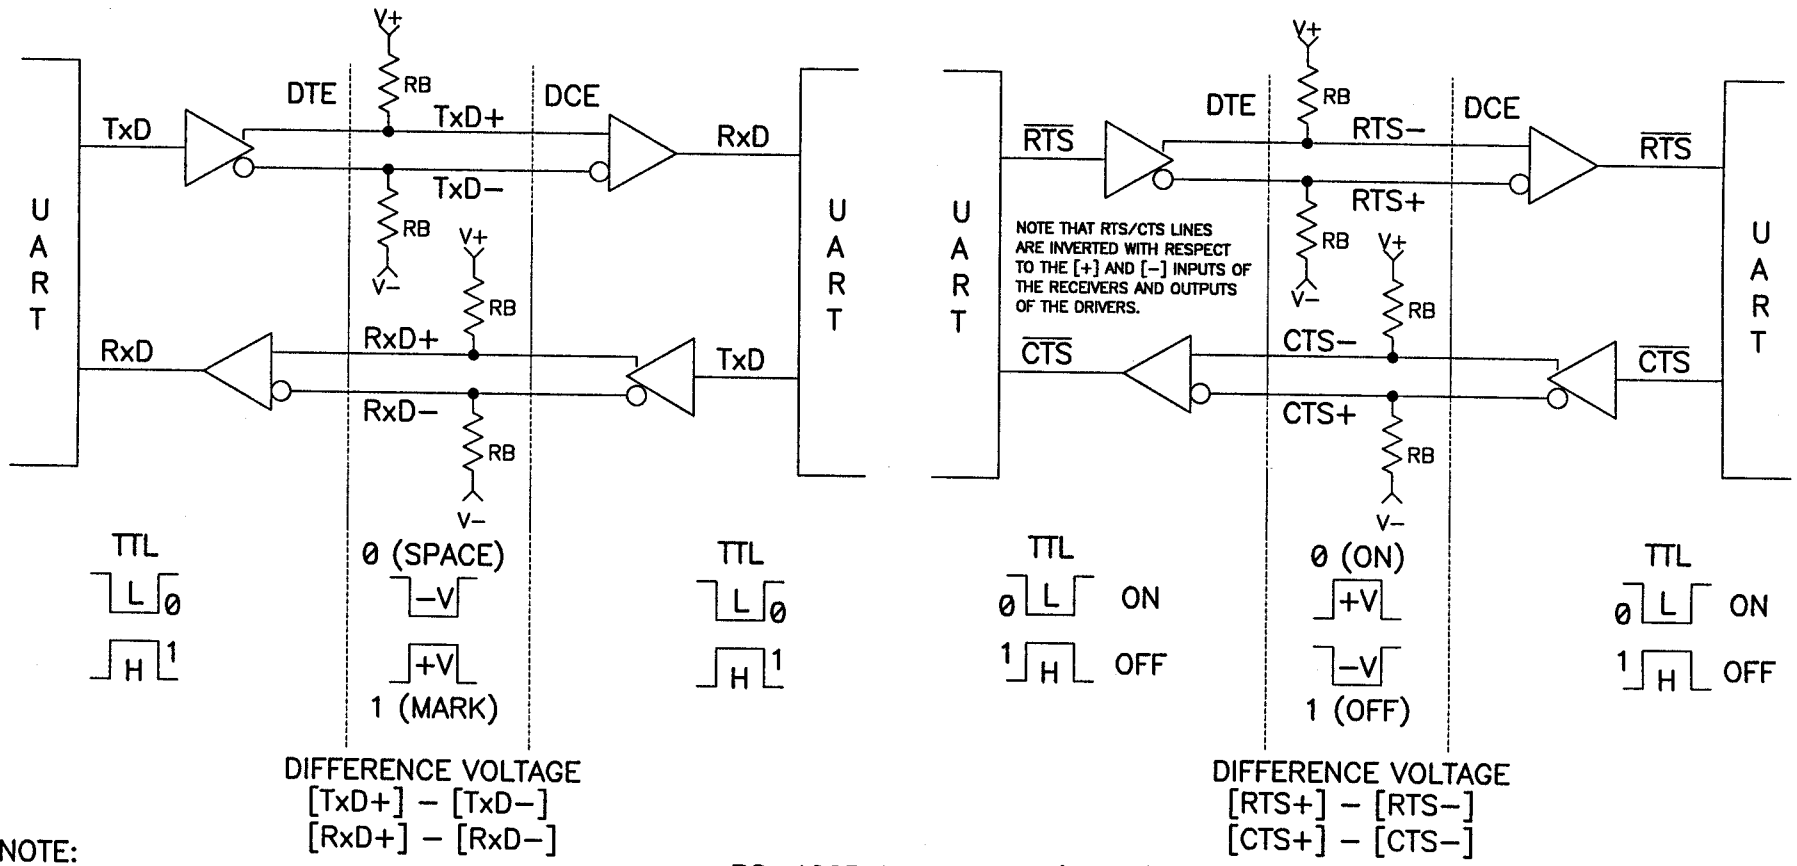 V+
RB
DTE
DCE
TxD
TxD+
RxD
TxD-
RB
V-
V+
RB
RxD
RxD+
TxD
RxD-
RB
V-
UART
UART
TTL
L 0
H 1
0 (SPACE)
-V
+V
1 (MARK)
TTL
L 0
H 1
DIFFERENCE VOLTAGE
[TxD+] - [TxD-]
[RxD+] - [RxD-]
NOTE:
V+
RB
DTE
DCE
RTS
RTS-
RTS
RTS+
RB
V-
NOTE THAT RTS/CTS LINES
ARE INVERTED WITH RESPECT
TO THE [+] AND [-] INPUTS OF
THE RECEIVERS AND OUTPUTS
OF THE DRIVERS.
V+
RB
CTS
CTS-
CTS
CTS+
RB
V-
UART
UART
TTL
0 L ON
1 H OFF
0 (ON)
+V
-V
1 (OFF)
TTL
0 L ON
1 H OFF
DIFFERENCE VOLTAGE
[RTS+] - [RTS-]
[CTS+] - [CTS-]